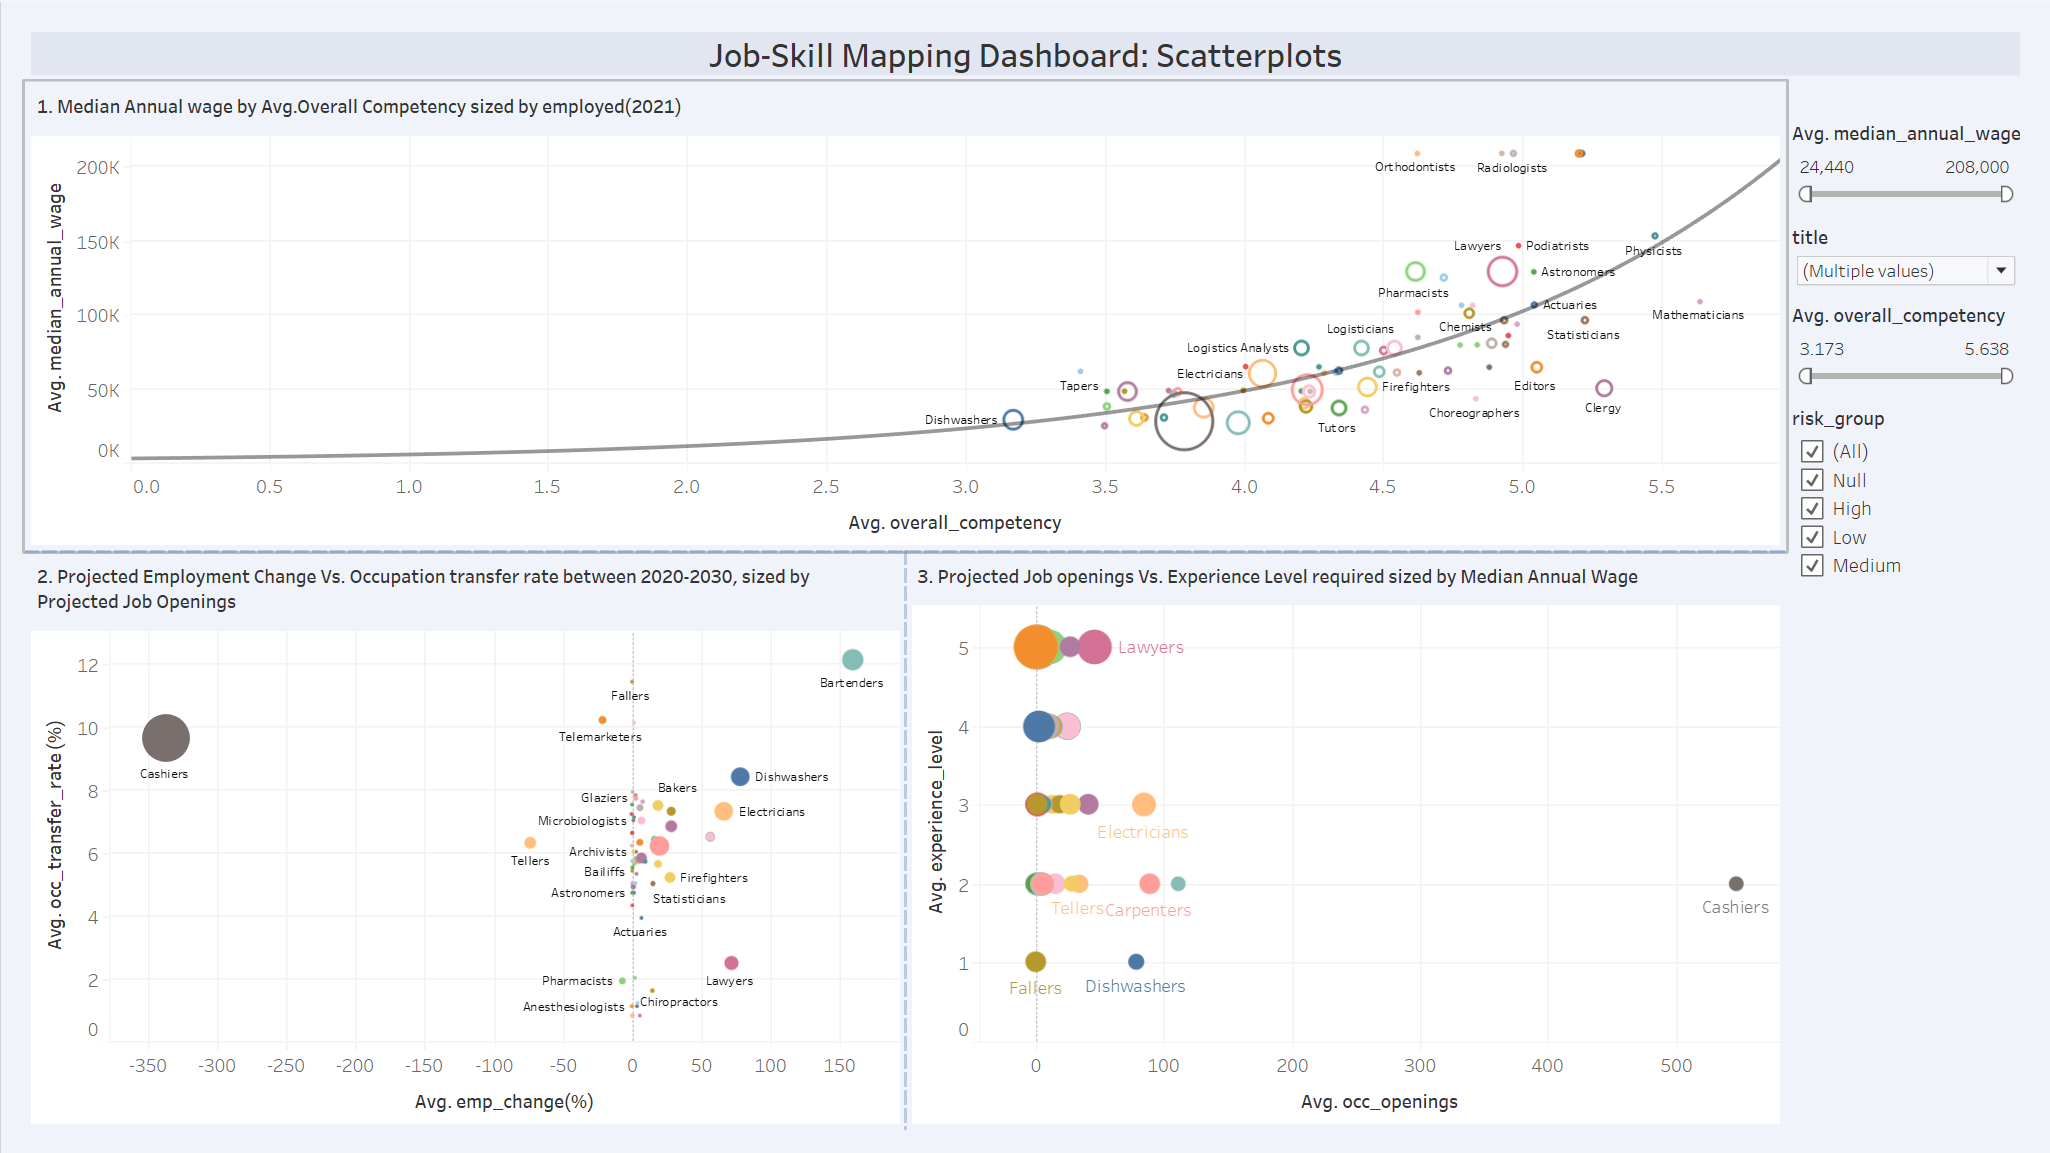 Job-Skill Mapping Dashboard: Scatterplots
1. Median Annual wage by Avg.Overall Competency sized by employed(2021)
Avg. median_annual_wage
200K
150K
100K
50K
0K
Orthodontists
Radiologists
Lawyers
Podiatrists
Physicists
Astronomers
Pharmacists
Actuaries
Mathematicians
Logisticians
Chemists
Statisticians
Logistics Analysts
Electricians
Tapers
Firefighters
Editors
Dishwashers
Choreographers
Clergy
Tutors
0.0 0.5 1.0 1.5 2.0 2.5 3.0 3.5 4.0 4.5 5.0 5.5
Avg. overall_competency
Avg. median_annual_wage
24,440 208,000
title
(Multiple values)
Avg. overall_competency
3.173 5.638
risk_group
(All)
Null
High
Low
Medium
2. Projected Employment Change Vs. Occupation transfer rate between 2020-2030, sized by
Projected Job Openings
Avg. occ_transfer_rate (%)
12
10
8
6
4
2
0
Bartenders
Fallers
Telemarketers
Cashiers
Dishwashers
Bakers
Glaziers
Electricians
Microbiologists
Archivists
Tellers
Bailiffs
Firefighters
Astronomers
Statisticians
Actuaries
Pharmacists
Lawyers
Chiropractors
Anesthesiologists
-350 -300 -250 -200 -150 -100 -50 0 50 100 150
Avg. emp_change(%)
3. Projected Job openings Vs. Experience Level required sized by Median Annual Wage
Avg. experience_level
5
4
3
2
1
0
Lawyers
Electricians
Tellers
Carpenters
Cashiers
Fallers
Dishwashers
0 100 200 300 400 500
Avg. occ_openings